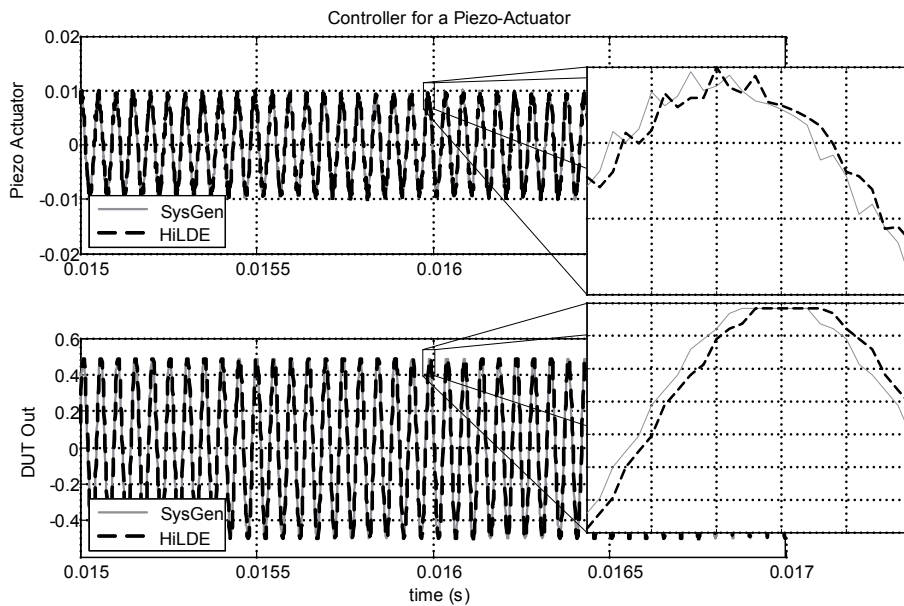 Controller for a Piezo-Actuator
0.02
0.01
0
-0.01
-0.02
Piezo Actuator
SysGen
HiLDE
0.015
0.0155
0.016
0.6
0.4
0.2
0
-0.2
-0.4
DUT Out
SysGen
HiLDE
0.015
0.0155
0.016
0.0165
0.017
time (s)